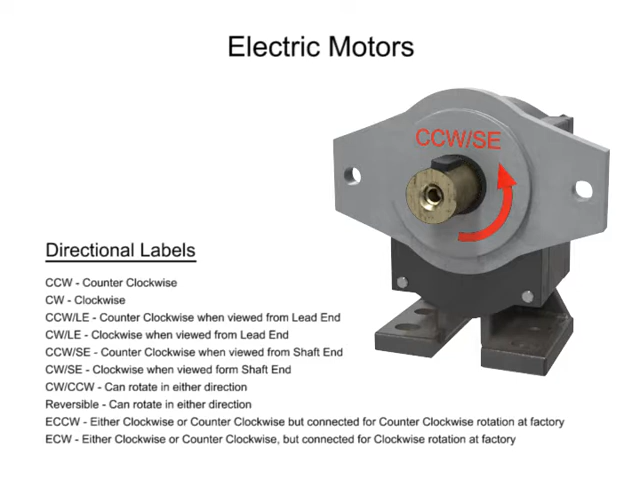 Electric Motors
CCW/SE
Directional Labels
CCW - Counter Clockwise
CW - Clockwise
CCW/LE - Counter Clockwise when viewed from Lead End
CW/LE - Clockwise when viewed from Lead End
CCW/SE - Counter Clockwise when viewed from Shaft End
CW/SE - Clockwise when viewed form Shaft End
CW/CCW - Can rotate in either direction
Reversible - Can rotate in either direction
ECCW - Either Clockwise or Counter Clockwise but connected for Counter Clockwise rotation at factory
ECW - Either Clockwise or Counter Clockwise, but connected for Clockwise rotation at factory